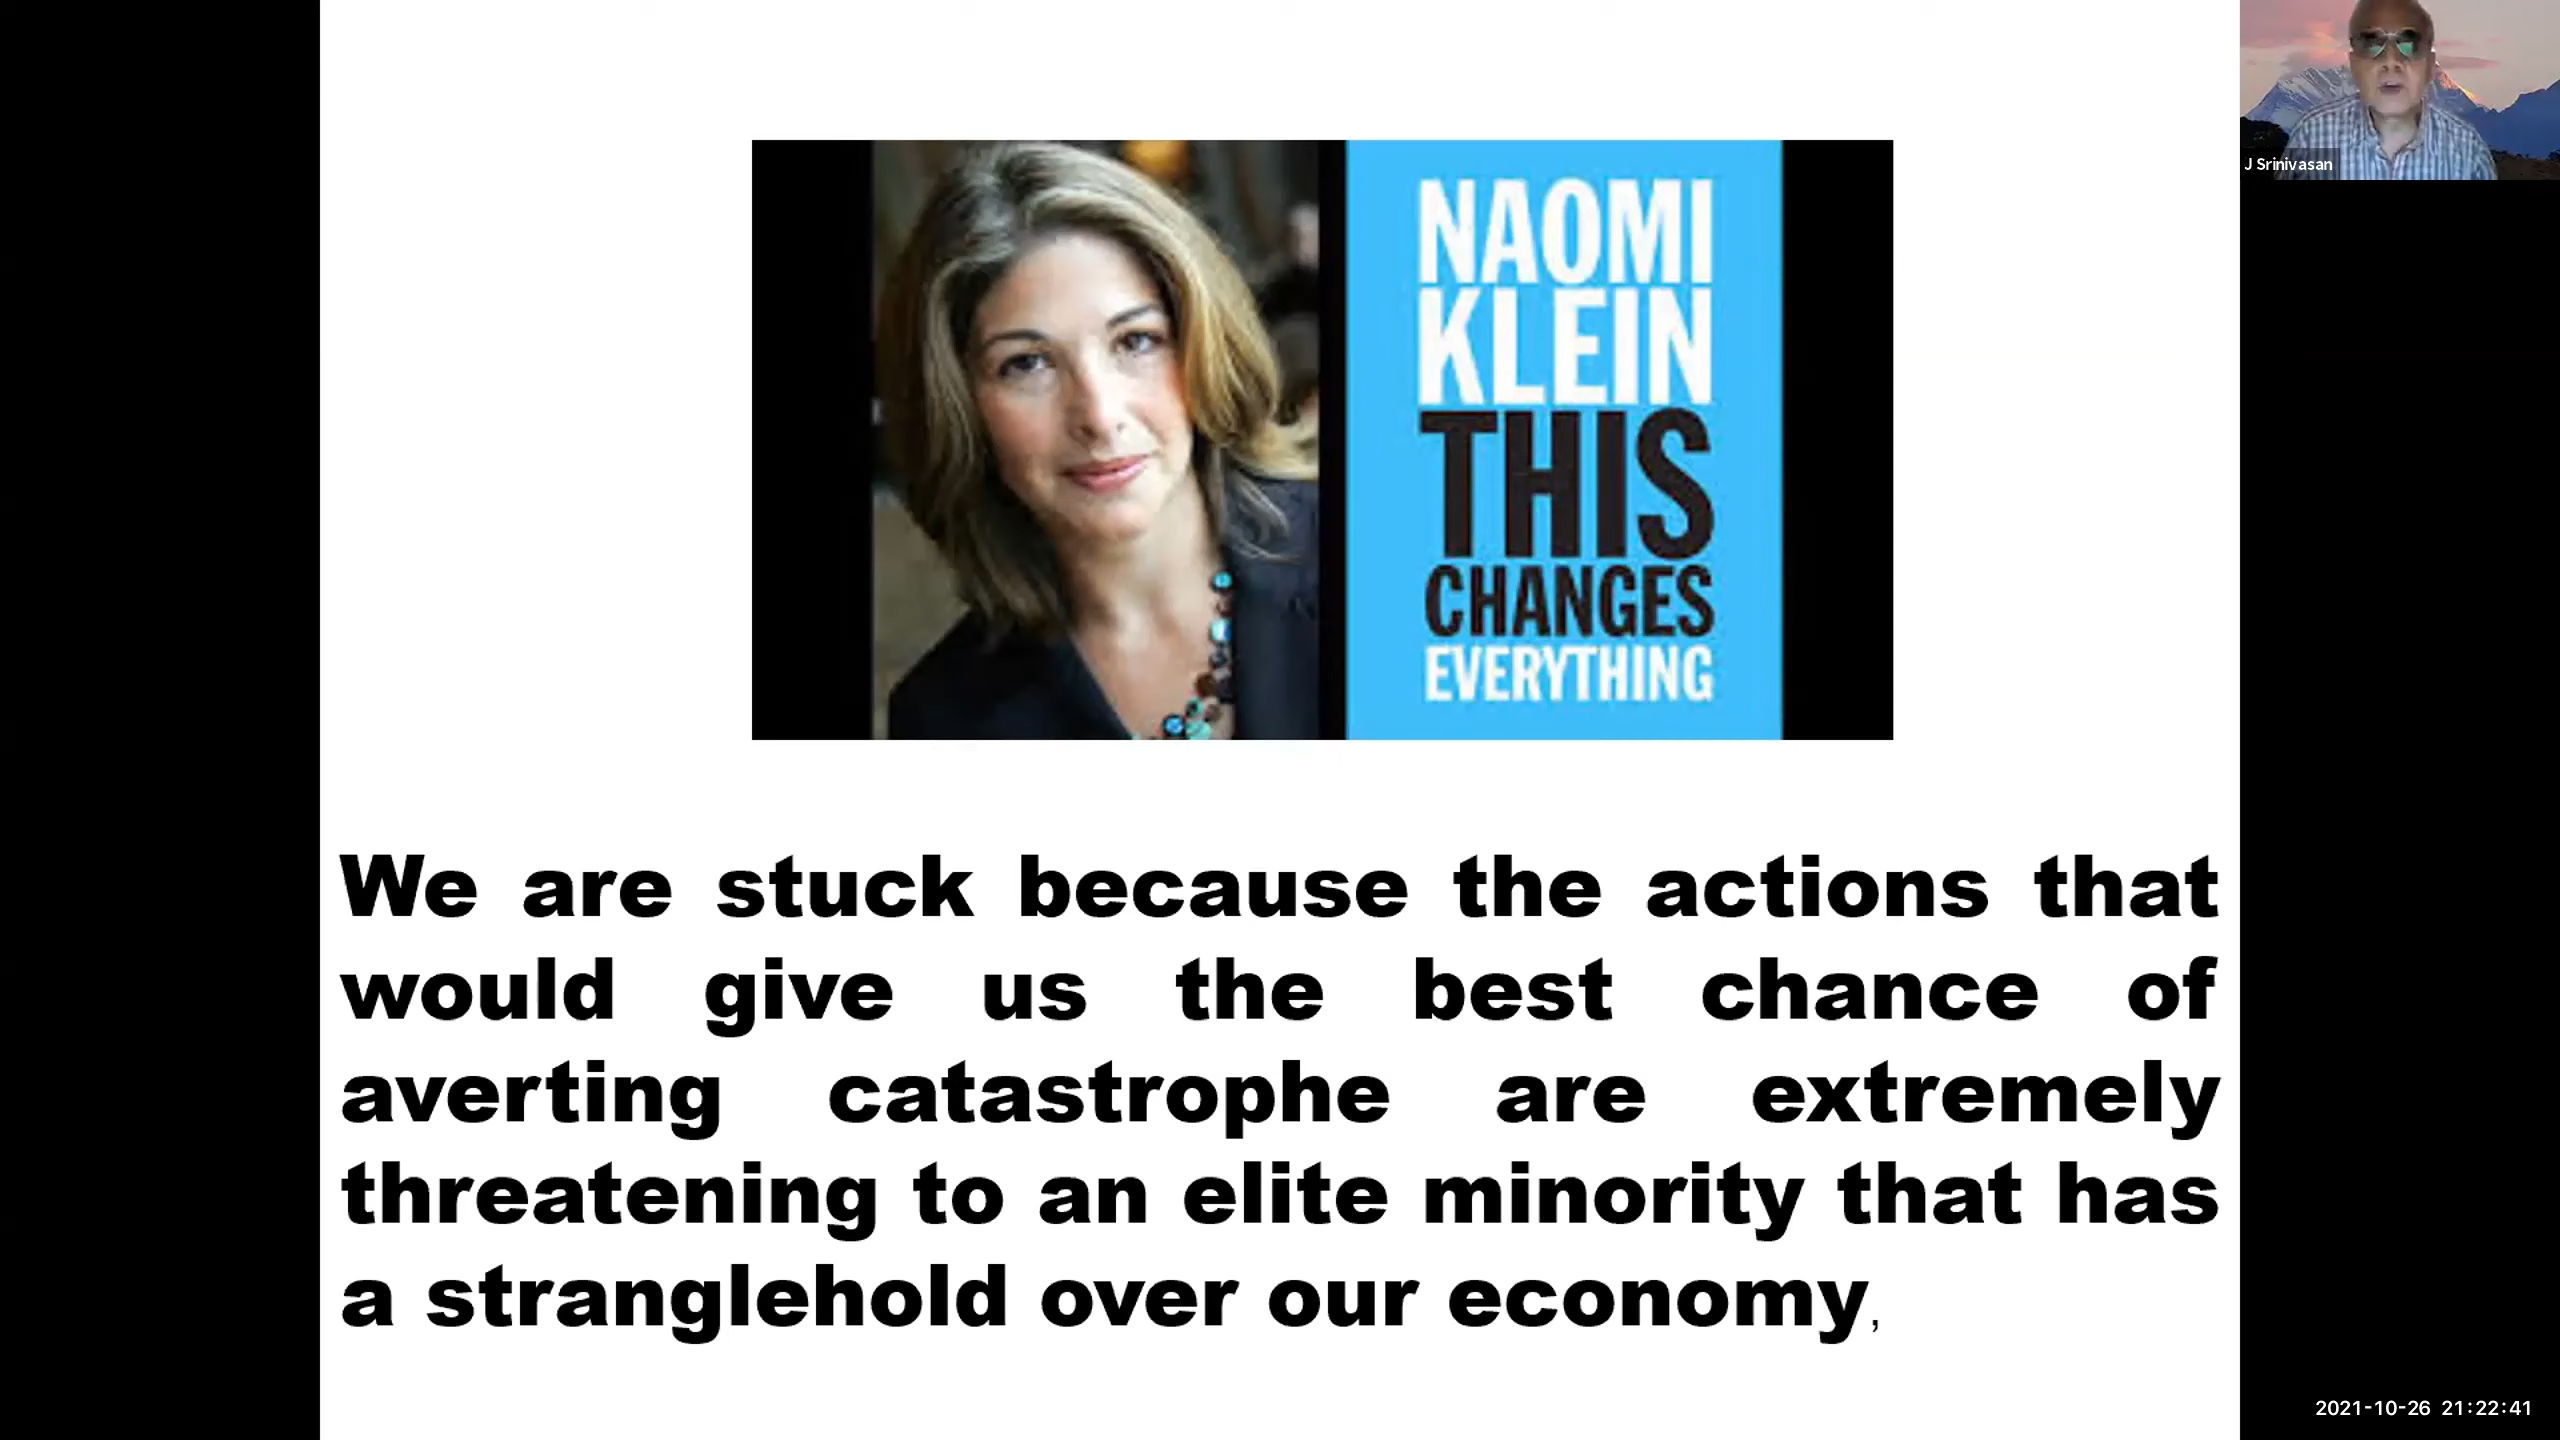 J Srinivasan
NAOMI
KLEIN
THIS
CHANGES
EVERYTHING
We are stuck because the actions that
would give us the best chance of
averting catastrophe are extremely
threatening to an elite minority that has
a stranglehold over our economy,
2021-10-26 21:22:41